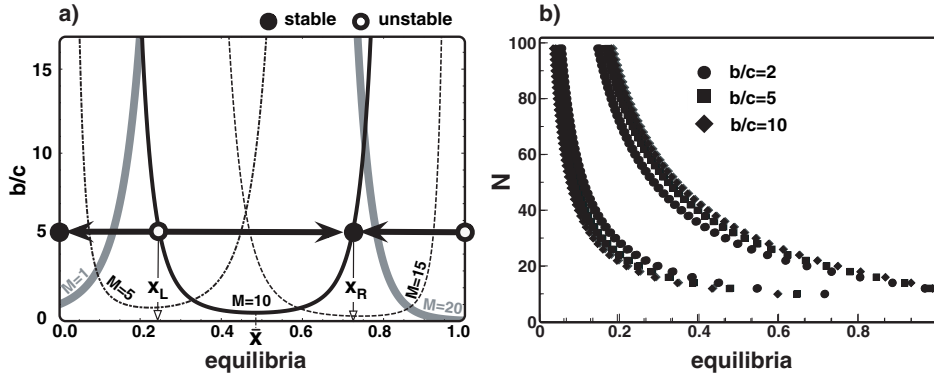 a)
stable
unstable
b)
15
10
5
0
b/c
M=1
M=5
M=10
M=15
M=20
x_L
x_R
0.0
0.2
0.4
x̄
0.6
0.8
1.0
equilibria
100
80
60
40
20
0
N
b/c=2
b/c=5
b/c=10
0
0.2
0.4
0.6
0.8
equilibria